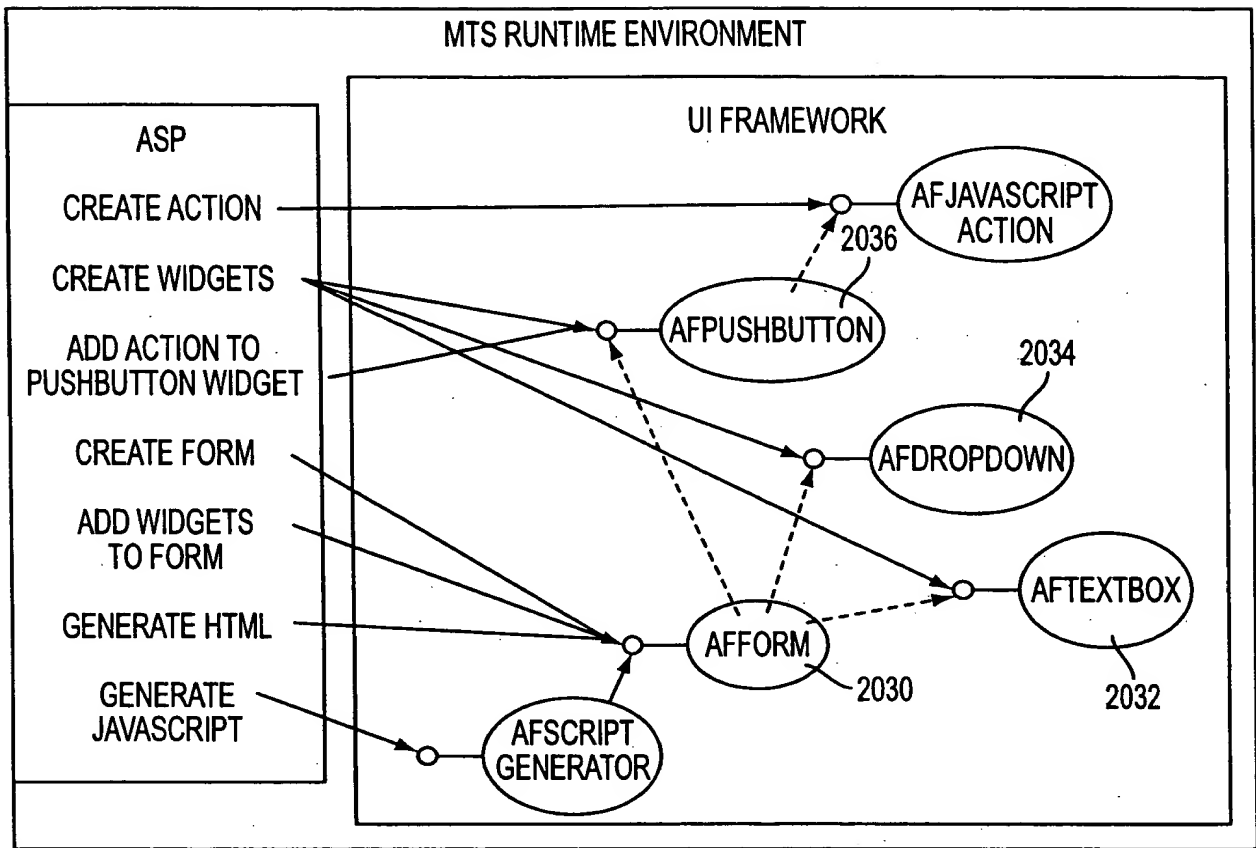 MTS RUNTIME ENVIRONMENT
ASP
CREATE ACTION
CREATE WIDGETS
ADD ACTION TO
PUSHBUTTON WIDGET
CREATE FORM
ADD WIDGETS
TO FORM
GENERATE HTML
GENERATE
JAVASCRIPT
UI FRAMEWORK
AFJAVASCRIPT
ACTION
2036
AFPUSHBUTTON
2034
AFDROPDOWN
AFTEXTBOX
2032
AFFORM
2030
AFSCRIPT
GENERATOR